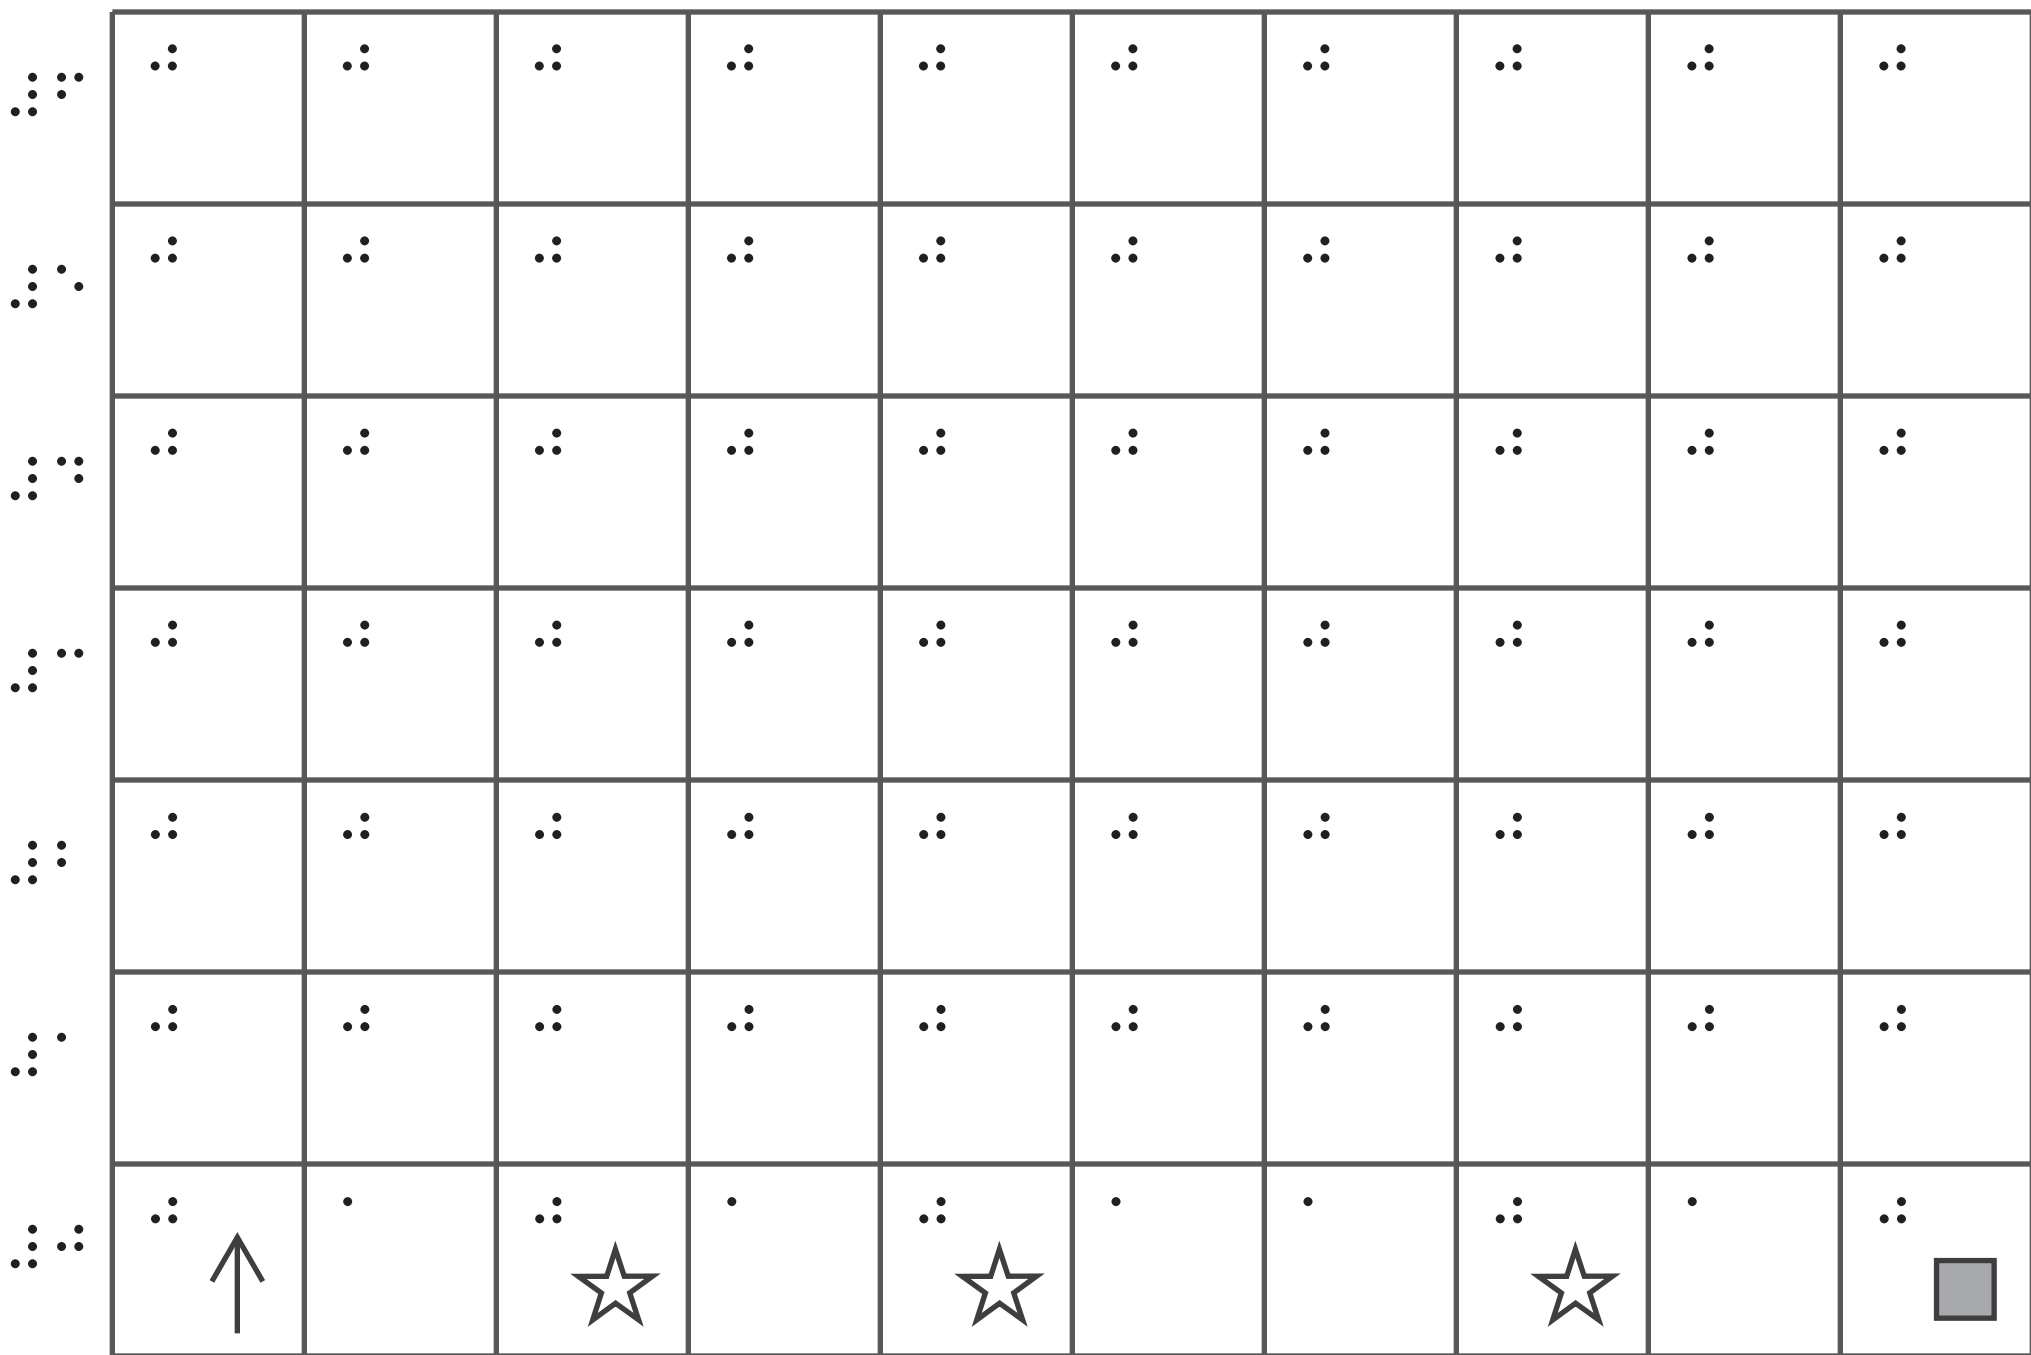 ⠼⠋ ⠚ ⠚ ⠚ ⠚ ⠚ ⠚ ⠚ ⠚ ⠚ ⠚
⠼⠑ ⠚ ⠚ ⠚ ⠚ ⠚ ⠚ ⠚ ⠚ ⠚ ⠚
⠼⠙ ⠚ ⠚ ⠚ ⠚ ⠚ ⠚ ⠚ ⠚ ⠚ ⠚
⠼⠉ ⠚ ⠚ ⠚ ⠚ ⠚ ⠚ ⠚ ⠚ ⠚ ⠚
⠼⠃ ⠚ ⠚ ⠚ ⠚ ⠚ ⠚ ⠚ ⠚ ⠚ ⠚
⠼⠁ ⠚ ⠚ ⠚ ⠚ ⠚ ⠚ ⠚ ⠚ ⠚ ⠚
⠼⠚ ⠚ ⠁ ⠚ ⠁ ⠚ ⠁ ⠁ ⠚ ⠁ ⠚